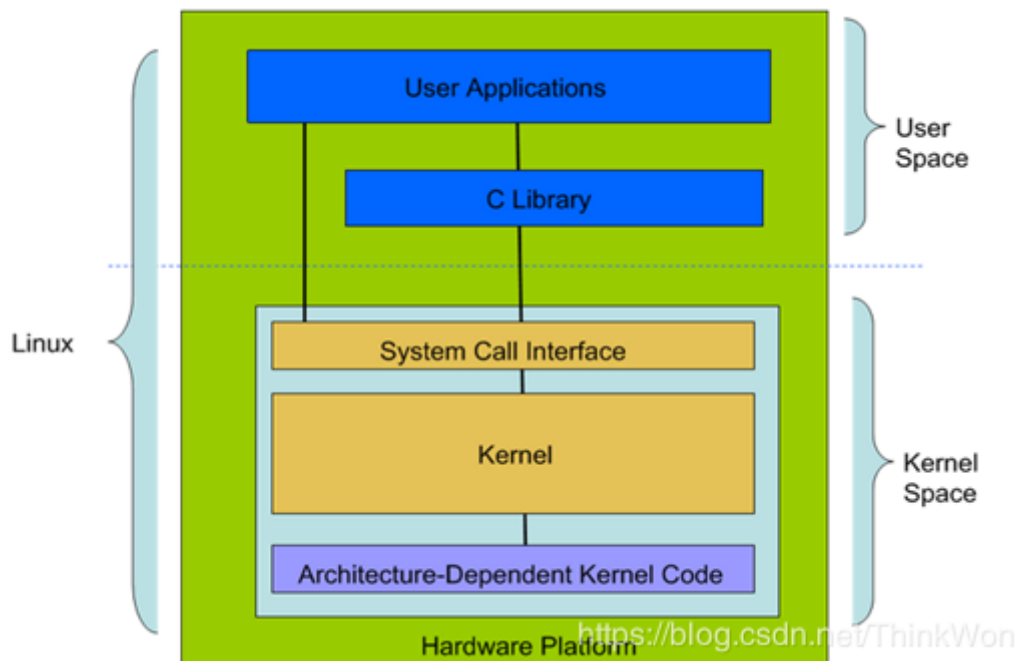 User Applications
User
Space
C Library
Linux
System Call Interface
Kernel
Kernel
Space
Architecture-Dependent Kernel Code
Hardware Platform
https://blog.csdn.net/ThinkWon